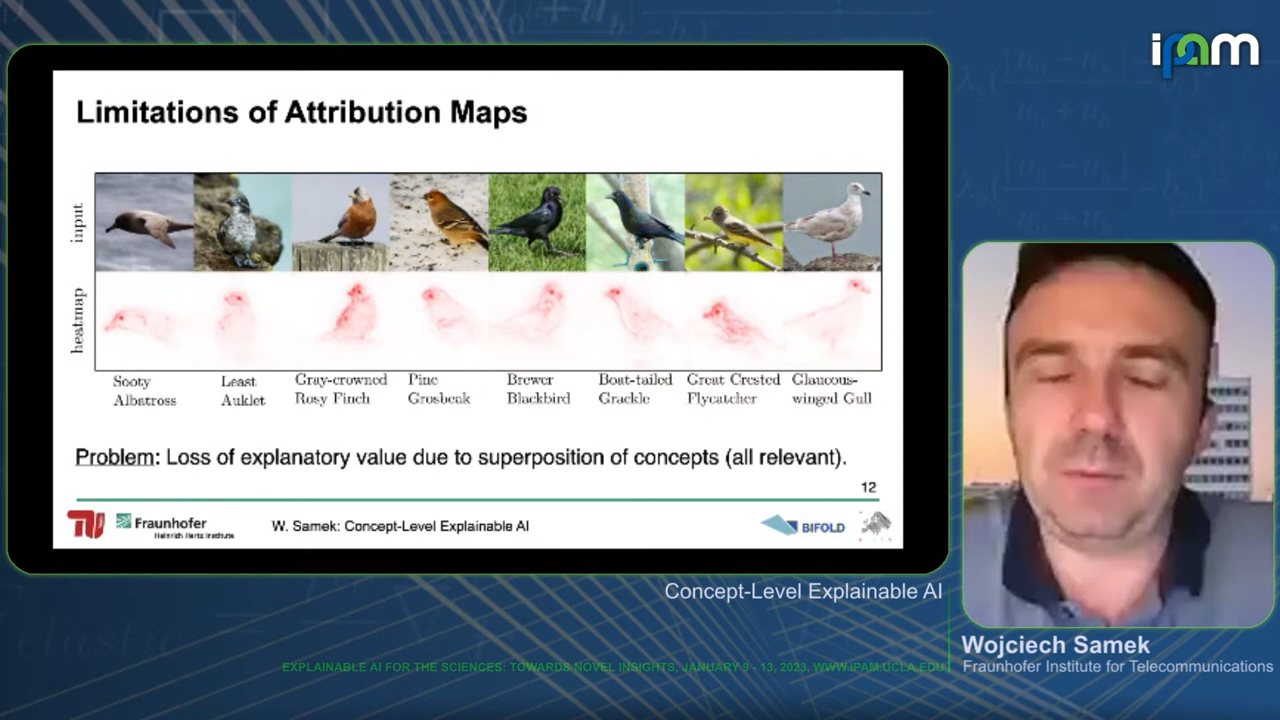 ipam
Limitations of Attribution Maps
input
heatmap
Sooty Albatross
Least Auklet
Gray-crowned Rosy Finch
Pine Grosbeak
Brewer Blackbird
Boat-tailed Grackle
Great Crested Flycatcher
Glaucous-winged Gull
Problem: Loss of explanatory value due to superposition of concepts (all relevant).
12
Fraunhofer
Heinrich Hertz Institute
W. Samek: Concept-Level Explainable AI
BIFOLD
Concept-Level Explainable AI
Wojciech Samek
Fraunhofer Institute for Telecommunications
EXPLAINABLE AI FOR THE SCIENCES: TOWARDS NOVEL INSIGHTS, JANUARY 9 - 13, 2023, WWW.IPAM.UCLA.EDU